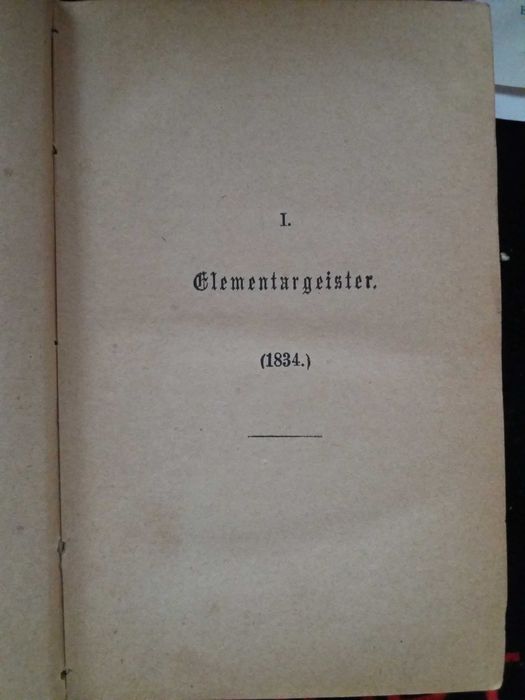 I.
Elementargeister.
(1834.)